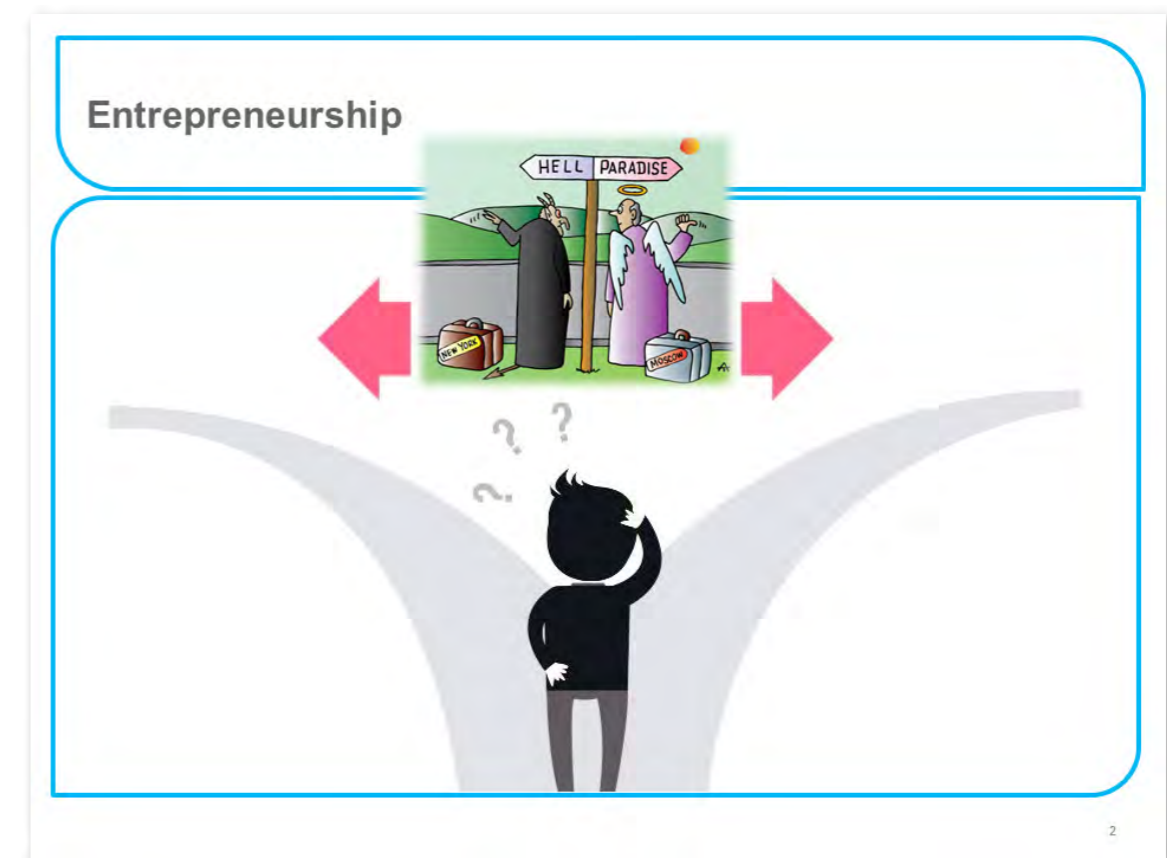 Entrepreneurship
HELL PARADISE
NEW YORK
MOSCOW
? ? ?
2